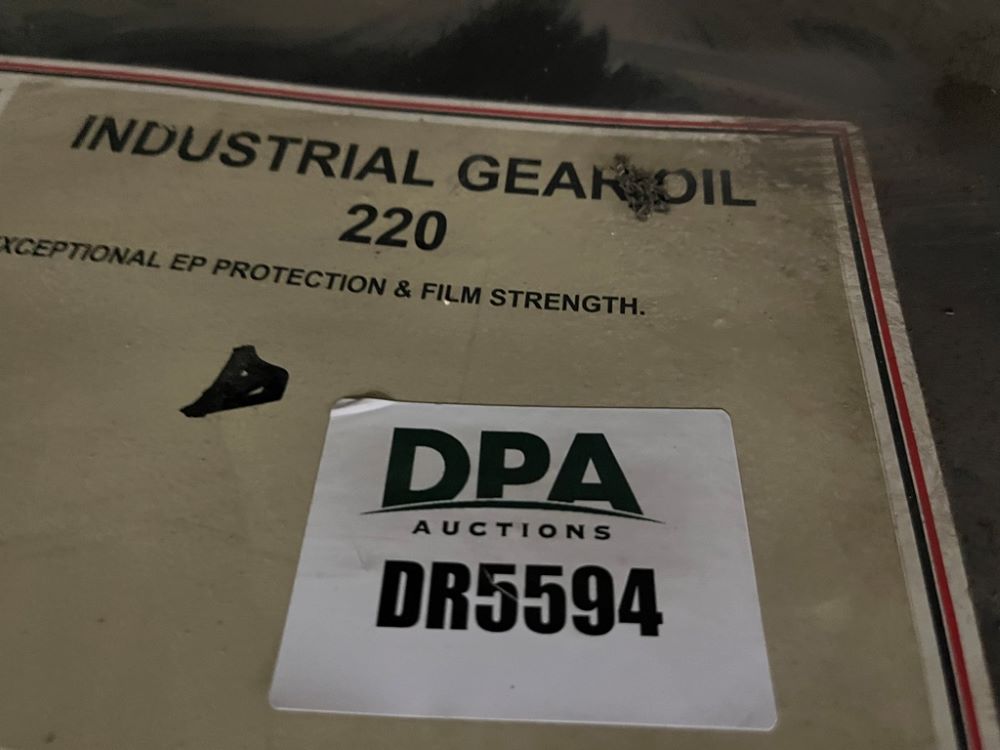 INDUSTRIAL GEAR OIL
220
XCEPTIONAL EP PROTECTION & FILM STRENGTH.
DPA
AUCTIONS
DR5594